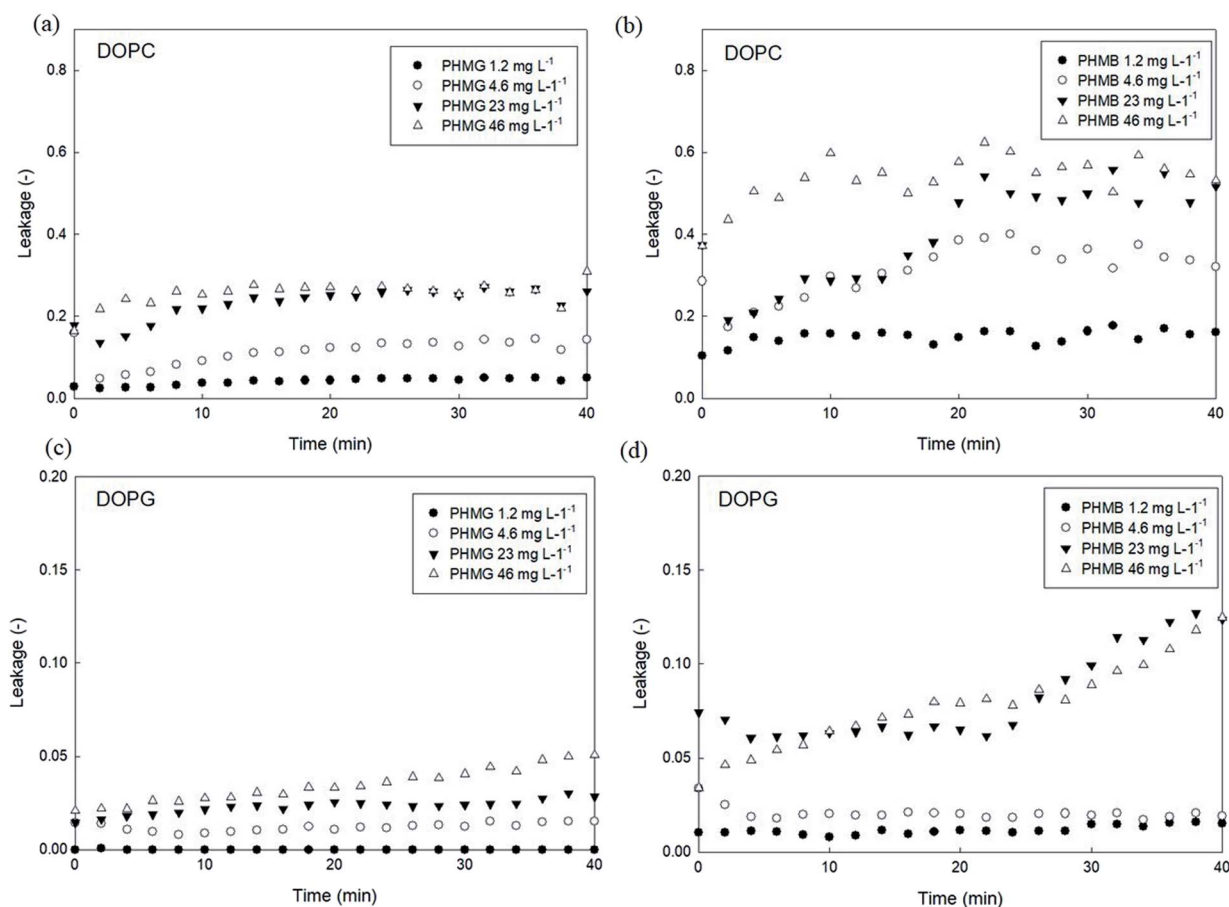 (a)
DOPC
PHMG 1.2 mg L⁻¹
PHMG 4.6 mg L-1⁻¹
PHMG 23 mg L-1⁻¹
PHMG 46 mg L-1⁻¹
0.8
0.6
0.4
0.2
0.0
Leakage (-)
0 10 20 30 40
Time (min)
(b)
DOPC
PHMB 1.2 mg L-1⁻¹
PHMB 4.6 mg L-1⁻¹
PHMB 23 mg L-1⁻¹
PHMB 46 mg L-1⁻¹
0.8
0.6
0.4
0.2
0.0
Leakage (-)
0 10 20 30 40
Time (min)
(c)
DOPG
PHMG 1.2 mg L-1⁻¹
PHMG 4.6 mg L-1⁻¹
PHMG 23 mg L-1⁻¹
PHMG 46 mg L-1⁻¹
0.20
0.15
0.10
0.05
0.00
Leakage (-)
0 10 20 30 40
Time (min)
(d)
DOPG
PHMB 1.2 mg L-1⁻¹
PHMB 4.6 mg L-1⁻¹
PHMB 23 mg L-1⁻¹
PHMB 46 mg L-1⁻¹
0.20
0.15
0.10
0.05
0.00
Leakage (-)
0 10 20 30 40
Time (min)